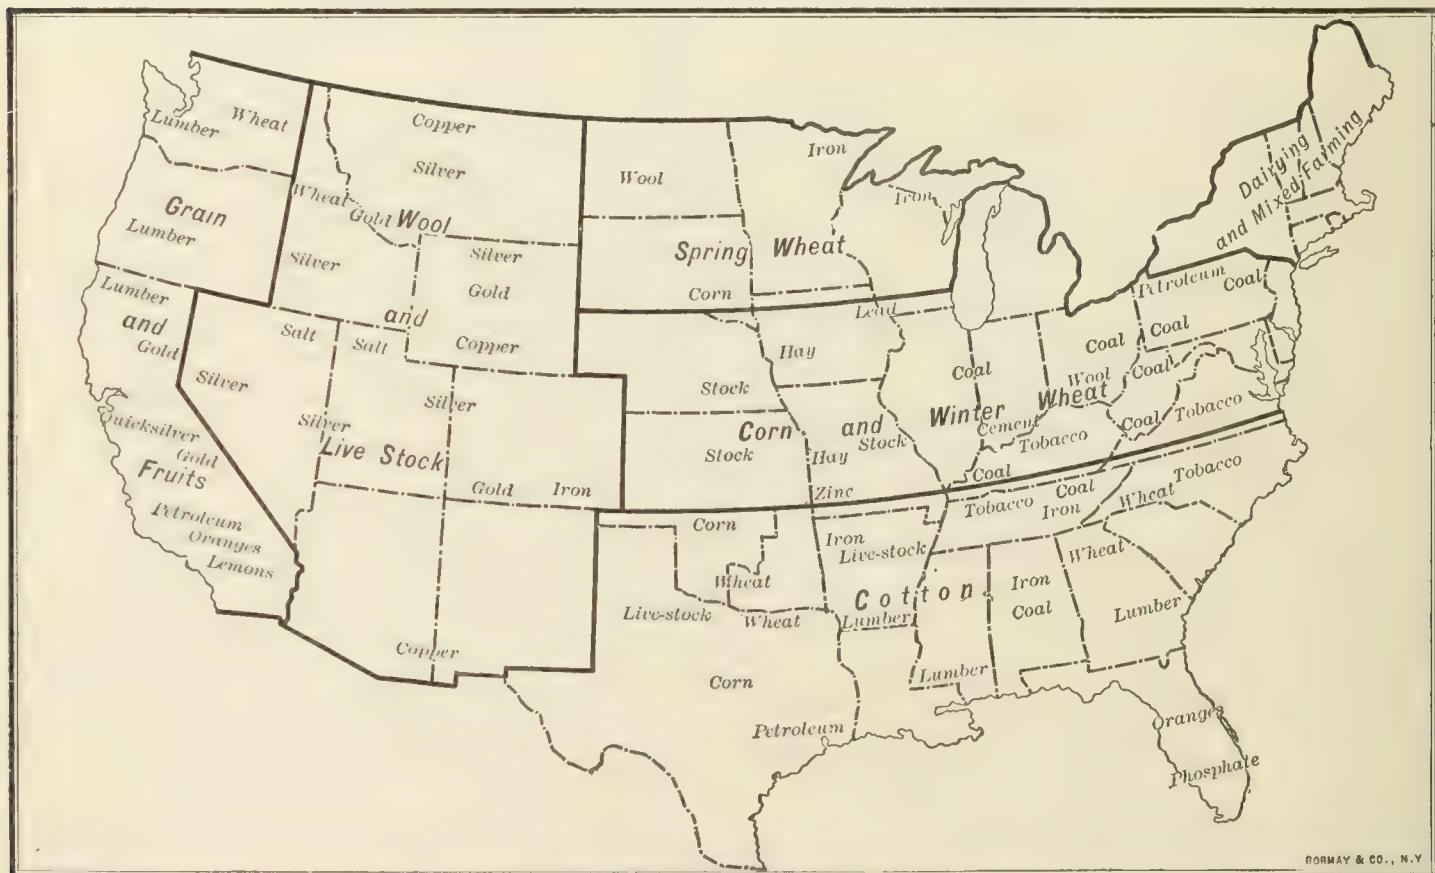 Lumber
Wheat
Grain
Lumber
Lumber
and
Gold
Quicksilver
Gold
Fruits
Petroleum
Oranges
Lemons
Copper
Silver
Wheat
Gold
Wool
Silver
Silver
Gold
and
Copper
Salt
Salt
Silver
Silver
Silver
Live Stock
Gold
Iron
Copper
Wool
Iron
Iron
Spring Wheat
Corn
Lead
Hay
Stock
Corn and Winter Wheat
Stock
Stock
Hay
Zinc
Coal
Coal
Wool
Cement
Tobacco
Coal
Coal
Coal
Tobacco
Petroleum
Coal
Coal
Dairying
and Mixed Farming
Tobacco
Coal
Iron
Wheat
Tobacco
Corn
Wheat
Live-stock
Wheat
Corn
Petroleum
Iron
Live-stock
Cotton
Lumber
Lumber
Iron
Coal
Wheat
Lumber
Oranges
Phosphate
BORMAY & CO., N.Y